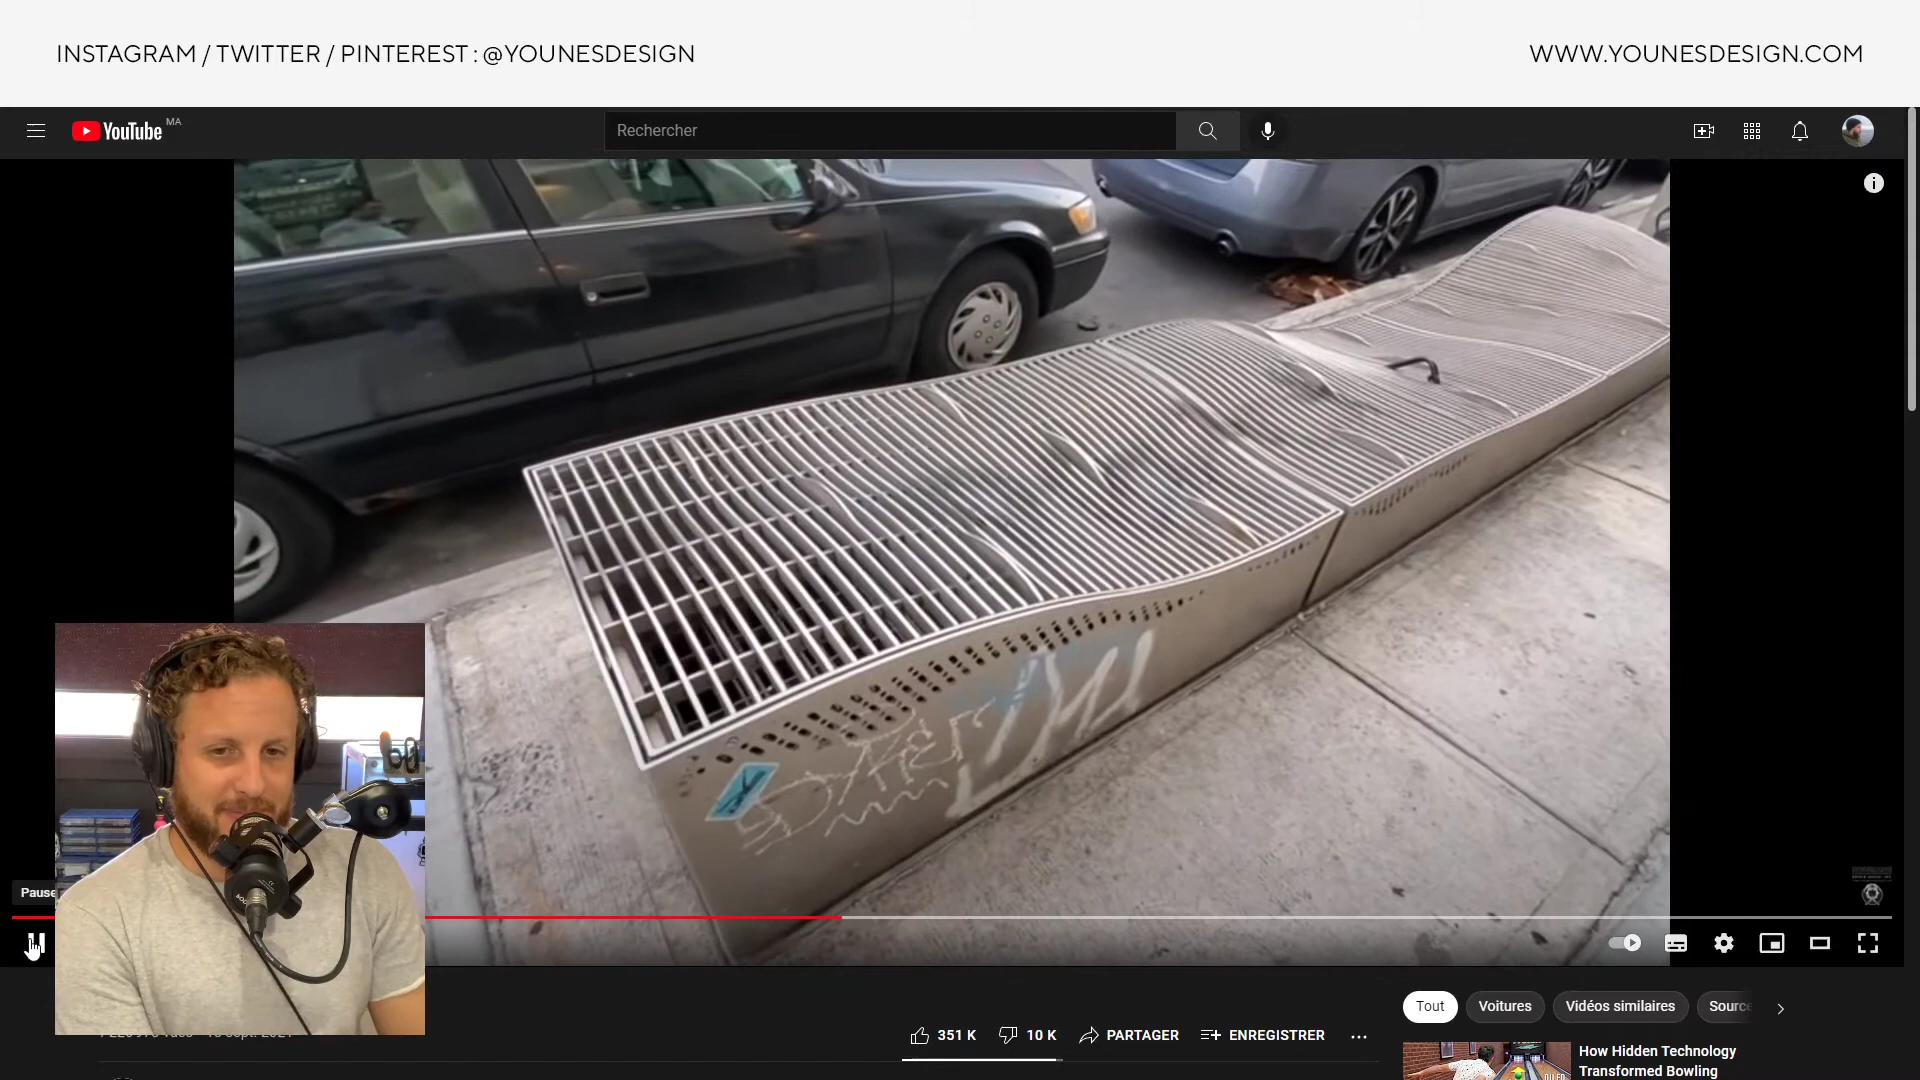 INSTAGRAM / TWITTER / PINTEREST : @YOUNESDESIGN
WWW.YOUNESDESIGN.COM
YouTube MA
Rechercher
Pause
Tout
Voitures
Vidéos similaires
351 K
10 K
PARTAGER
ENREGISTRER
How Hidden Technology
Transformed Bowling